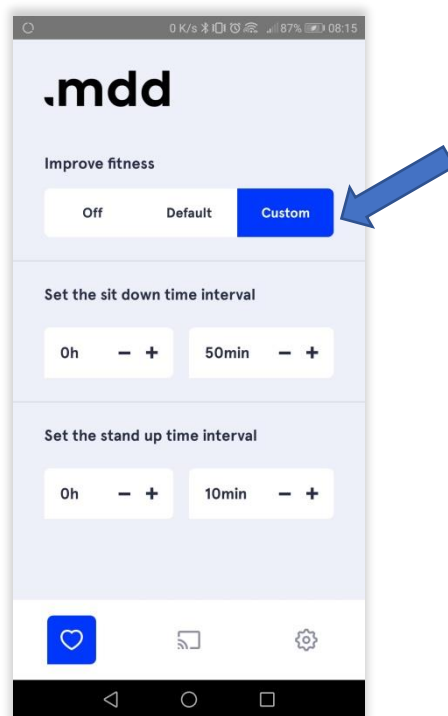 0 K/s 87% 08:15
.mdd
Improve fitness
Off Default Custom
Set the sit down time interval
0h − + 50min − +
Set the stand up time interval
0h − + 10min − +